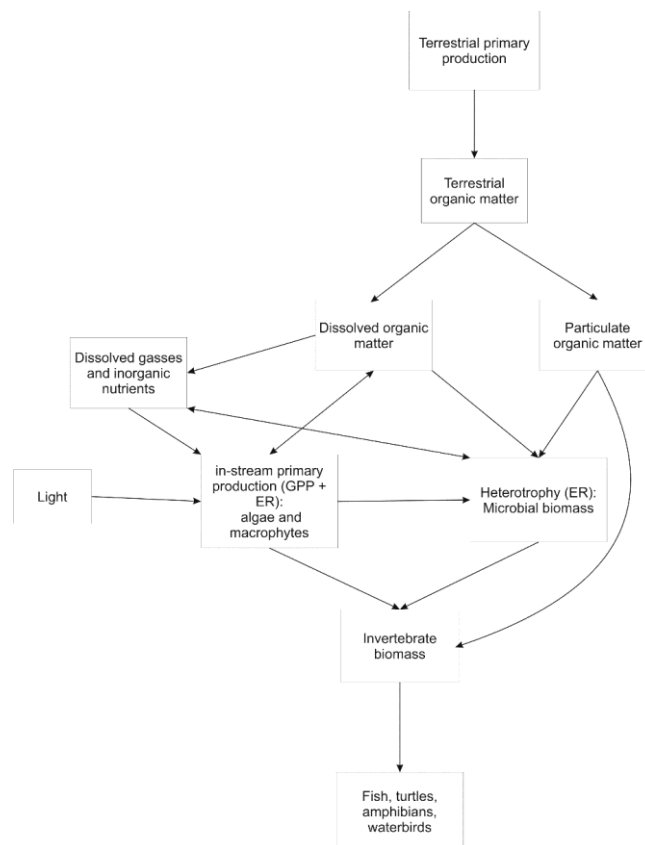 Terrestrial primary
production
Terrestrial
organic matter
Dissolved organic
matter
Particulate
organic matter
Dissolved gasses
and inorganic
nutrients
Light
in-stream primary
production (GPP +
ER):
algae and
macrophytes
Heterotrophy (ER):
Microbial biomass
Invertebrate
biomass
Fish, turtles,
amphibians,
waterbirds